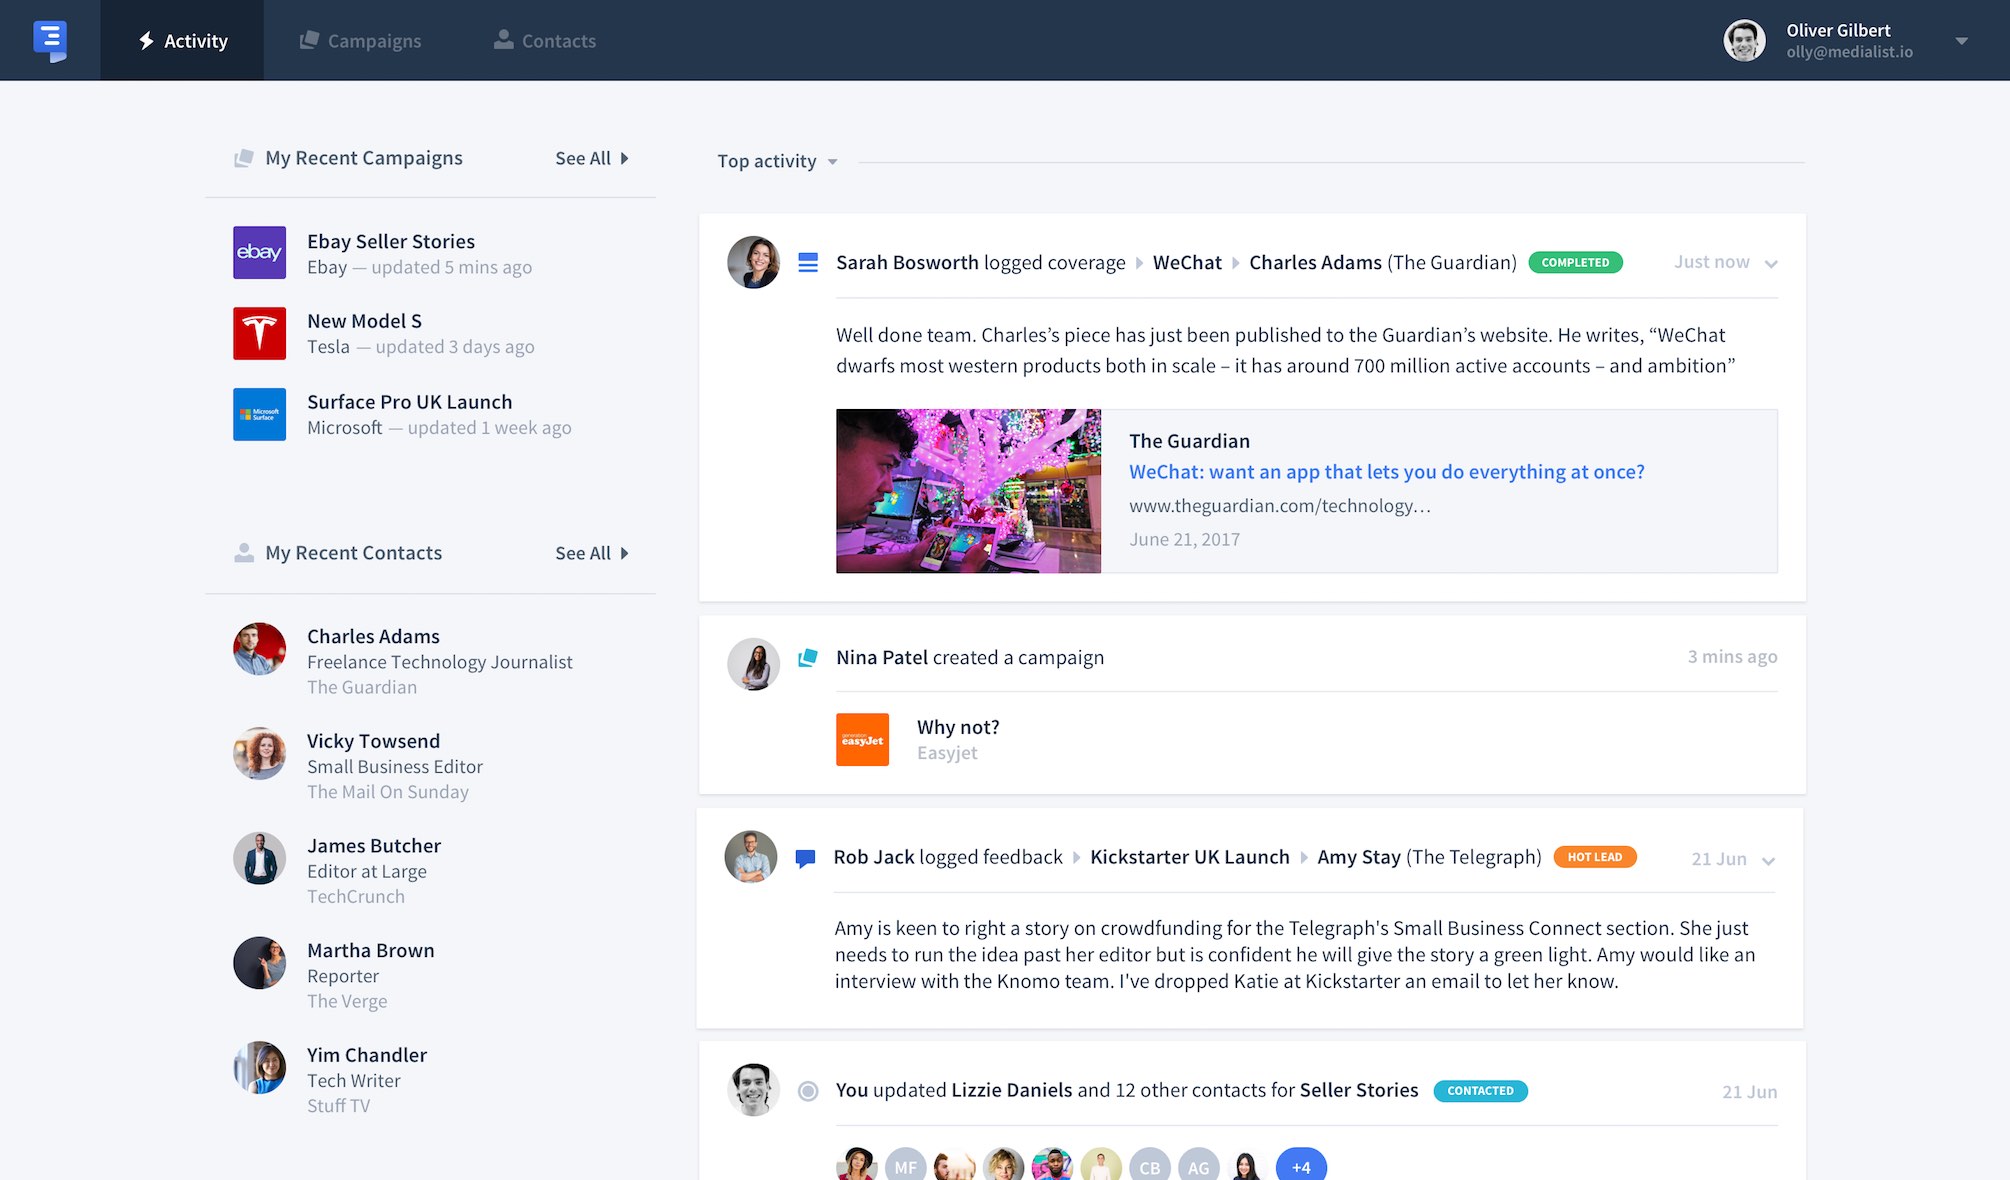 Activity
Campaigns
Contacts
Oliver Gilbert
olly@medialist.io
My Recent Campaigns
See All
ebay
Ebay Seller Stories
Ebay — updated 5 mins ago
New Model S
Tesla — updated 3 days ago
Microsoft
Surface
Surface Pro UK Launch
Microsoft — updated 1 week ago
My Recent Contacts
See All
Charles Adams
Freelance Technology Journalist
The Guardian
Vicky Towsend
Small Business Editor
The Mail On Sunday
James Butcher
Editor at Large
TechCrunch
Martha Brown
Reporter
The Verge
Yim Chandler
Tech Writer
Stuff TV
Top activity
Sarah Bosworth logged coverage WeChat Charles Adams (The Guardian) COMPLETED Just now
Well done team. Charles’s piece has just been published to the Guardian’s website. He writes, “WeChat
dwarfs most western products both in scale – it has around 700 million active accounts – and ambition”
The Guardian
WeChat: want an app that lets you do everything at once?
www.theguardian.com/technology…
June 21, 2017
Nina Patel created a campaign 3 mins ago
generation
easyJet
Why not?
Easyjet
Rob Jack logged feedback Kickstarter UK Launch Amy Stay (The Telegraph) HOT LEAD 21 Jun
Amy is keen to right a story on crowdfunding for the Telegraph's Small Business Connect section. She just
needs to run the idea past her editor but is confident he will give the story a green light. Amy would like an
interview with the Knomo team. I've dropped Katie at Kickstarter an email to let her know.
You updated Lizzie Daniels and 12 other contacts for Seller Stories CONTACTED 21 Jun
MF CB AG +4